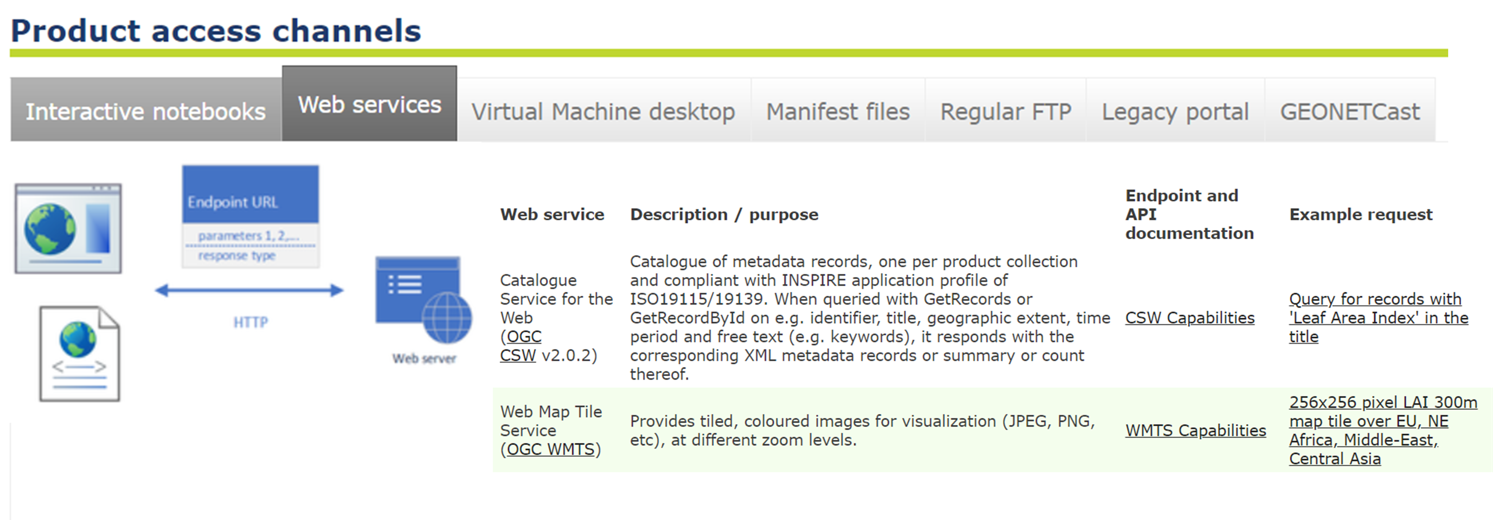 Product access channels
Interactive notebooks
Web services
Virtual Machine desktop
Manifest files
Regular FTP
Legacy portal
GEONETCast
Endpoint URL
parameters 1, 2,...
response type
HTTP
Web server
Web service
Description / purpose
Endpoint and
API
documentation
Example request
Catalogue
Service for the
Web
(OGC
CSW v2.0.2)
Catalogue of metadata records, one per product collection
and compliant with INSPIRE application profile of
ISO19115/19139. When queried with GetRecords or
GetRecordById on e.g. identifier, title, geographic extent, time
period and free text (e.g. keywords), it responds with the
corresponding XML metadata records or summary or count
thereof.
CSW Capabilities
Query for records with
'Leaf Area Index' in the
title
Web Map Tile
Service
(OGC WMTS)
Provides tiled, coloured images for visualization (JPEG, PNG,
etc), at different zoom levels.
WMTS Capabilities
256x256 pixel LAI 300m
map tile over EU, NE
Africa, Middle-East,
Central Asia